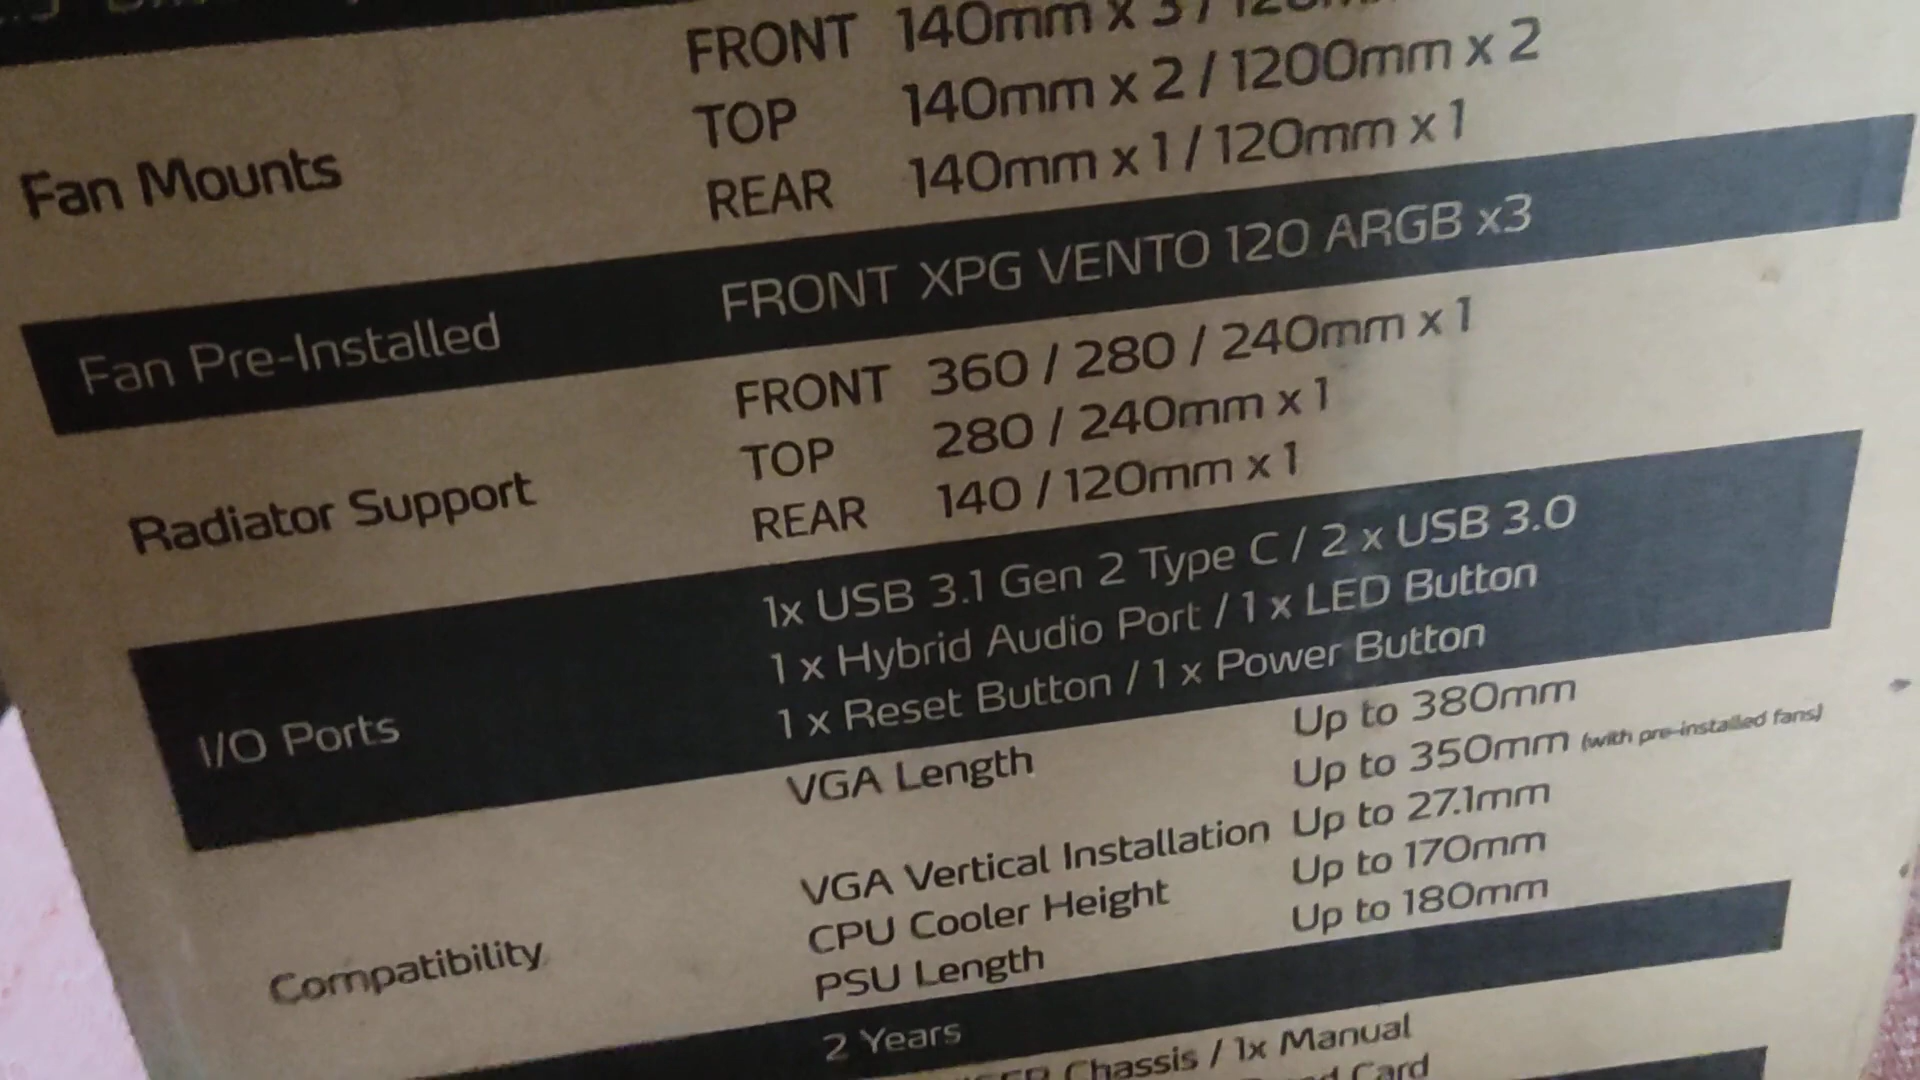 FRONT 140mm x 3 /
TOP 140mm x 2 / 1200mm x 2
Fan Mounts
REAR 140mm x 1 / 120mm x 1
Fan Pre-Installed FRONT XPG VENTO 120 ARGB x3
FRONT 360 / 280 / 240mm x 1
TOP 280 / 240mm x 1
Radiator Support
REAR 140 / 120mm x 1
1x USB 3.1 Gen 2 Type C / 2 x USB 3.0
1 x Hybrid Audio Port / 1 x LED Button
I/O Ports
1 x Reset Button / 1 x Power Button
VGA Length Up to 380mm
Up to 350mm (with pre-installed fans)
VGA Vertical Installation Up to 27.1mm
CPU Cooler Height Up to 170mm
Compatibility
PSU Length Up to 180mm
2 Years
Chassis / 1x Manual
Card